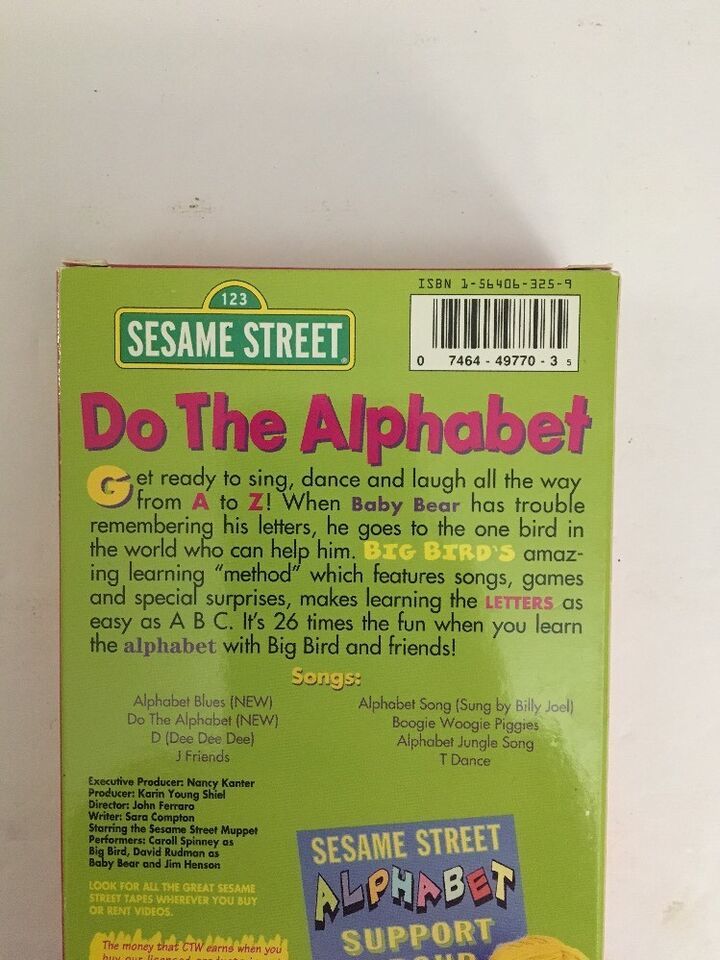 ISBN 1-56406-325-9
123
SESAME STREET
0 7464 - 49770 - 3 5
Do The Alphabet
Get ready to sing, dance and laugh all the way
from A to Z! When Baby Bear has trouble
remembering his letters, he goes to the one bird in
the world who can help him. BIG BIRD'S amaz-
ing learning "method" which features songs, games
and special surprises, makes learning the LETTERS as
easy as A B C. It's 26 times the fun when you learn
the alphabet with Big Bird and friends!
Songs:
Alphabet Blues (NEW)
Do The Alphabet (NEW)
D (Dee Dee Dee)
J Friends
Alphabet Song (Sung by Billy Joel)
Boogie Woogie Piggies
Alphabet Jungle Song
T Dance
Executive Producer: Nancy Kanter
Producer: Karin Young Shiel
Director: John Ferraro
Writer: Sara Compton
Starring the Sesame Street Muppet
Performers: Caroll Spinney as
Big Bird, David Rudman as
Baby Bear and Jim Henson
LOOK FOR ALL THE GREAT SESAME
STREET TAPES WHEREVER YOU BUY
OR RENT VIDEOS.
The money that CTW earns when you
buy our licensed products
SESAME STREET
ALPHABET
SUPPORT